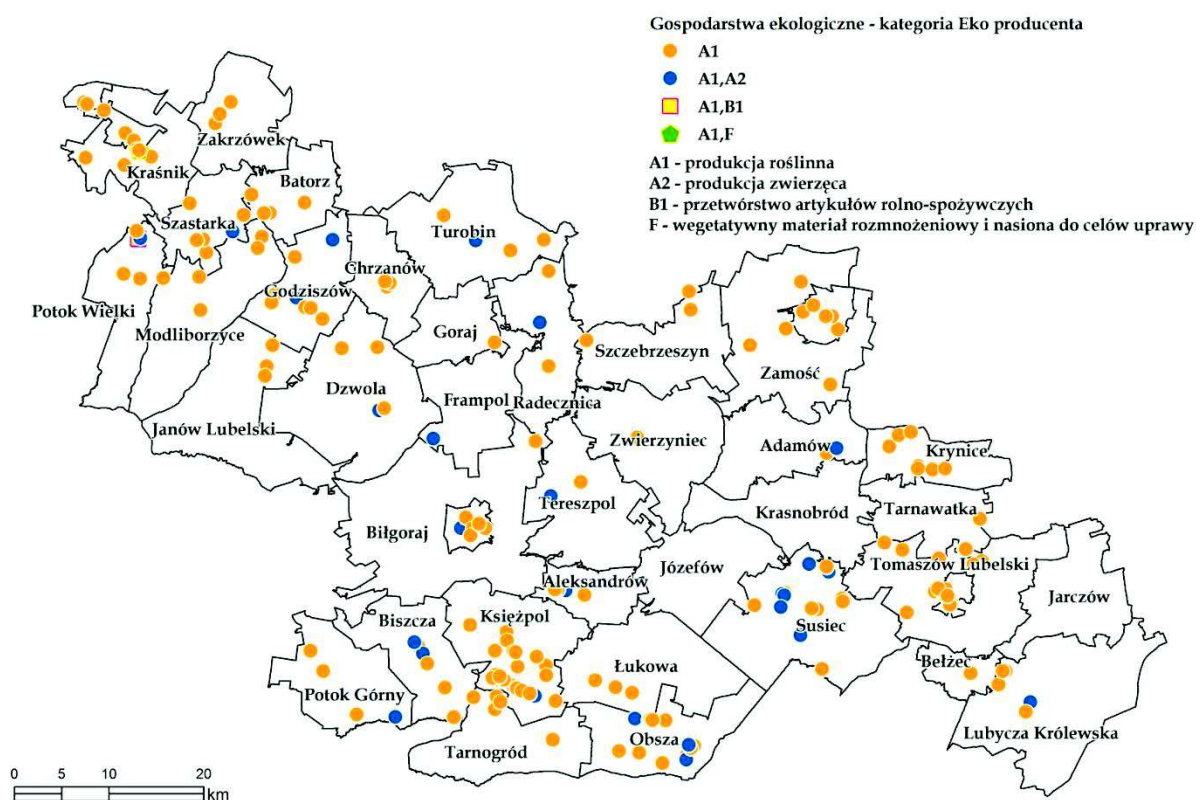 Gospodarstwa ekologiczne - kategoria Eko producenta
A1
A1,A2
A1,B1
A1,F
A1 - produkcja roślinna
A2 - produkcja zwierzęca
B1 - przetwórstwo artykułów rolno-spożywczych
F - wegetatywny materiał rozmnożeniowy i nasiona do celów uprawy
Zakrzówek
Kraśnik
Batorz
Szastarka
Turobin
Chrzanów
Godziszów
Potok Wielki
Modliborzyce
Goraj
Szczebrzeszyn
Zamość
Dzwola
Frampol
Radecznica
Janów Lubelski
Zwierzyniec
Adamów
Krynice
Tereszpol
Krasnobród
Tarnawatka
Biłgoraj
Aleksandrów
Józefów
Tomaszów Lubelski
Jarczów
Biszcza
Księżpol
Susiec
Łukowa
Bełżec
Potok Górny
Obsza
Lubycza Królewska
Tarnogród
0 5 10 20
km